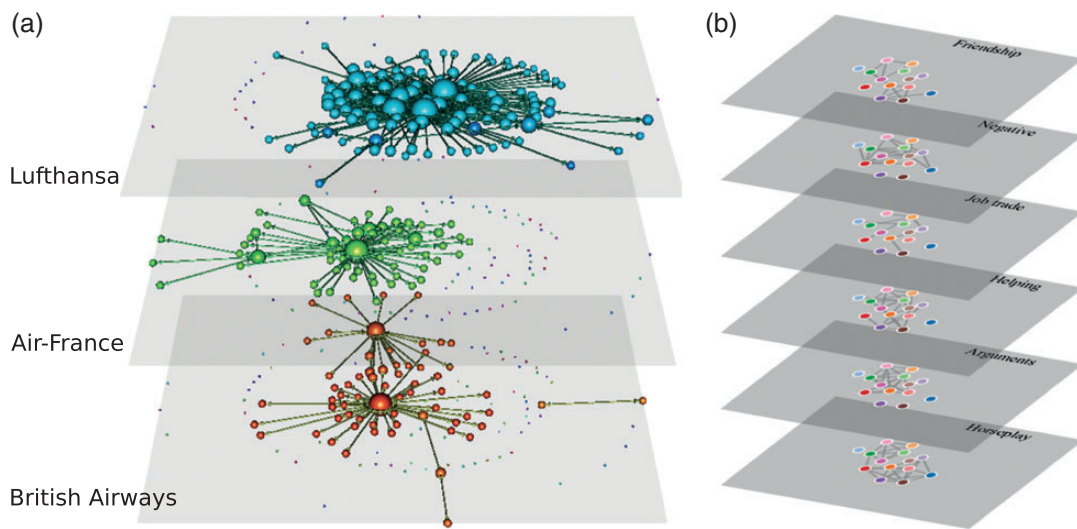 (a)
Lufthansa
Air-France
British Airways
(b)
Friendship
Negative
Job trade
Helping
Arguments
Horseplay